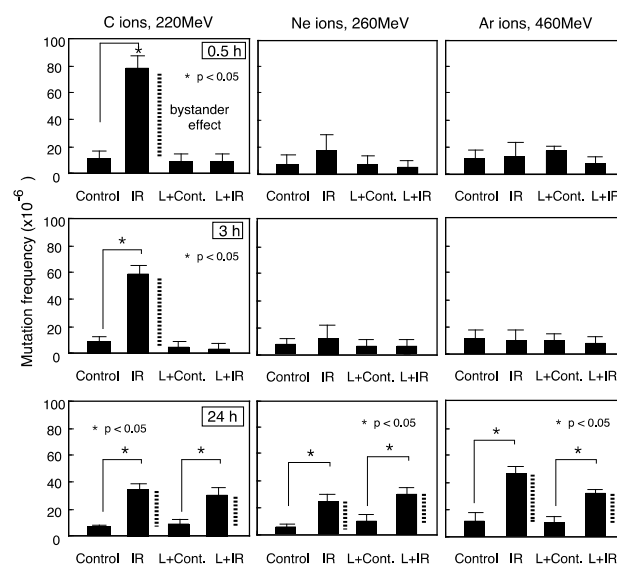 C ions, 220MeV Ne ions, 260MeV Ar ions, 460MeV
Mutation frequency (x10-6)
100
80
60
40
20
0
*
0.5 h
* p < 0.05
bystander
effect
Control IR L+Cont. L+IR
Control IR L+Cont. L+IR
Control IR L+Cont. L+IR
100
80
60
40
20
0
*
3 h
* p < 0.05
Control IR L+Cont. L+IR
Control IR L+Cont. L+IR
Control IR L+Cont. L+IR
100
80
60
40
20
0
24 h
* p < 0.05
* *
* p < 0.05
* *
* p < 0.05
* *
Control IR L+Cont. L+IR
Control IR L+Cont. L+IR
Control IR L+Cont. L+IR